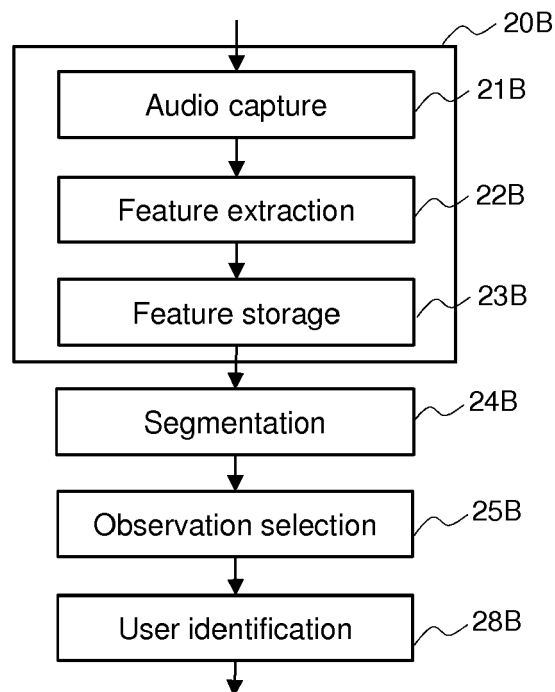 20B
Audio capture 21B
Feature extraction 22B
Feature storage 23B
Segmentation 24B
Observation selection 25B
User identification 28B